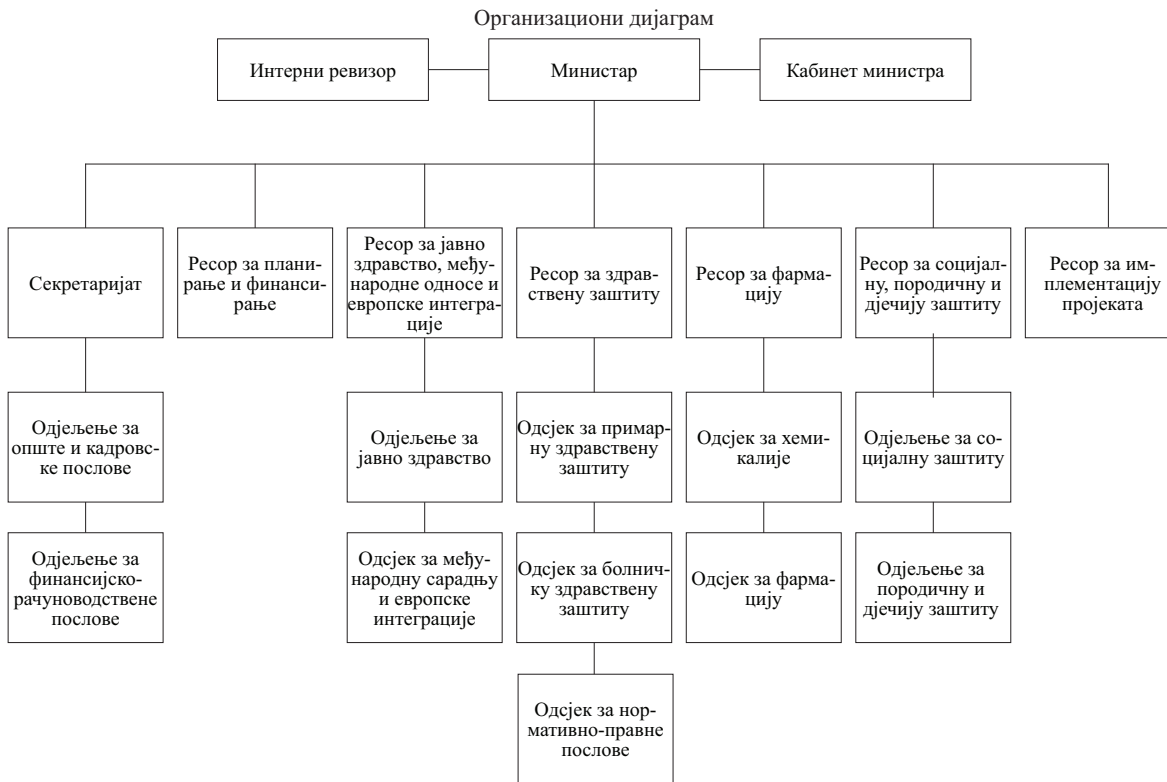 Организациони дијаграм
Интерни ревизор
Министар
Кабинет министра
Секретаријат
Ресор за плани-
рање и финанси-
рање
Ресор за јавно
здравство, међу-
народне односе и
европске интегра-
ције
Ресор за здрав-
ствену заштиту
Ресор за фарма-
цију
Ресор за социјал-
ну, породичну и
дјечију заштиту
Ресор за им-
плементацију
пројеката
Одјељење за
опште и кадров-
ске послове
Одјељење за
јавно здравство
Одсјек за примар-
ну здравствену
заштиту
Одсјек за хеми-
калије
Одјељење за со-
цијалну заштиту
Одјељење за
финансијско-
рачуноводствене
послове
Одсјек за међу-
народну сарадњу
и европске
интеграције
Одсјек за болнич-
ку здравствену
заштиту
Одсјек за фарма-
цију
Одјељење за
породичну и
дјечију заштиту
Одсјек за нор-
мативно-правне
послове